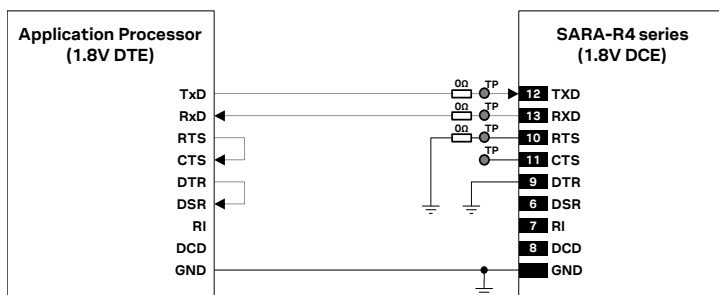 Application Processor
(1.8V DTE)
SARA-R4 series
(1.8V DCE)
TxD
0Ω
TP
12
TXD
RxD
0Ω
TP
13
RXD
RTS
0Ω
TP
10
RTS
CTS
TP
11
CTS
DTR
9
DTR
DSR
6
DSR
RI
7
RI
DCD
8
DCD
GND
GND